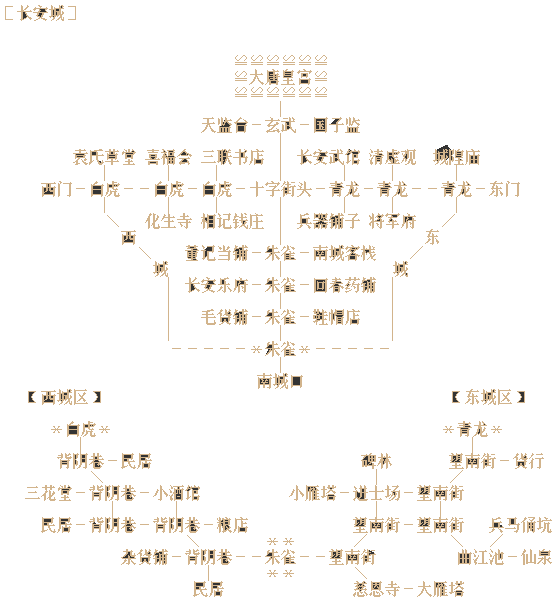 ［长安城］
≌≌≌≌≌≌
≌大唐皇宫≌
≌≌≌≌≌≌
天监台－玄武－国子监
袁氏草堂 喜福会 三联书店 长安武馆 清虚观 城隍庙
西门－白虎－－白虎－白虎－十字街头－青龙－青龙－－青龙－东门
化生寺 相记钱庄 兵器铺子 将军府
西 东
董记当铺－朱雀－南城客栈
城 城
长安乐府－朱雀－回春药铺
毛货铺－朱雀－鞋帽店
－－－－－※朱雀※－－－－－
南城口
【西城区】 【东城区】
※白虎※ ※青龙※
背阴巷－民居 碑林 望南街－货行
三花堂－背阴巷－小酒馆 小雁塔－进士场－望南街
民居－背阴巷－背阴巷－粮店 望南街－望南街 兵马俑坑
※※
杂货铺－背阴巷－－朱雀－－望南街 曲江池－仙泉
※※
民居 慈恩寺－大雁塔